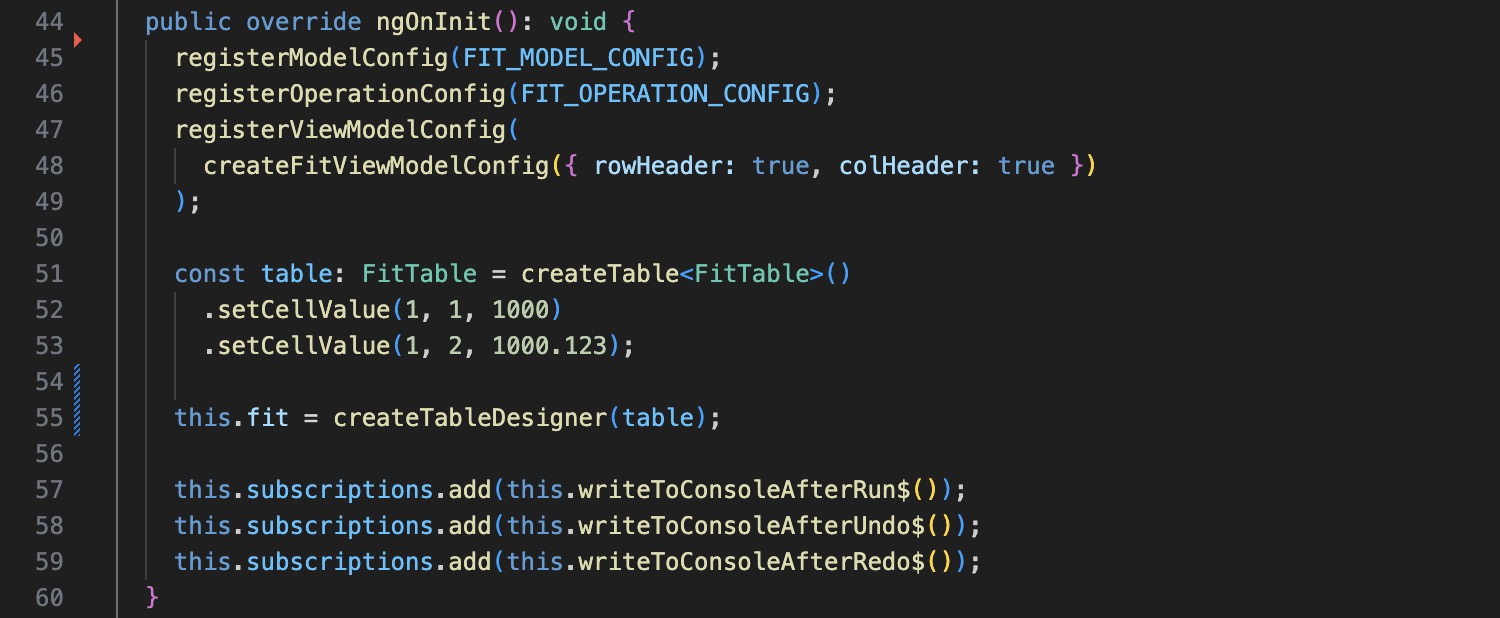 44 public override ngOnInit(): void {
45 registerModelConfig(FIT_MODEL_CONFIG);
46 registerOperationConfig(FIT_OPERATION_CONFIG);
47 registerViewModelConfig(
48 createFitViewModelConfig({ rowHeader: true, colHeader: true })
49 );
50
51 const table: FitTable = createTable<FitTable>()
52 .setCellValue(1, 1, 1000)
53 .setCellValue(1, 2, 1000.123);
54
55 this.fit = createTableDesigner(table);
56
57 this.subscriptions.add(this.writeToConsoleAfterRun$());
58 this.subscriptions.add(this.writeToConsoleAfterUndo$());
59 this.subscriptions.add(this.writeToConsoleAfterRedo$());
60 }